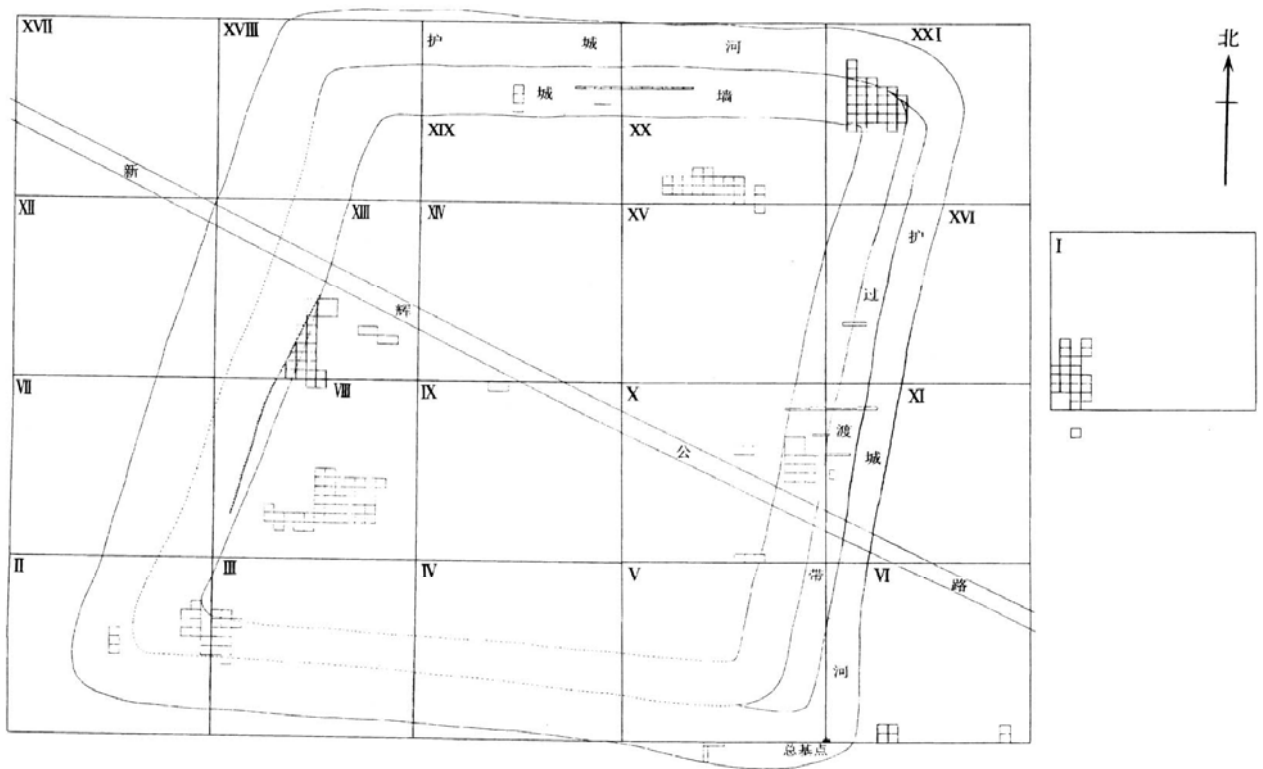 XVII XVIII 护 城 河 XXI
北
城 墙
XIX XX
新
XII XIII XIV XV XVI
护
I
过
辉
VII VIII IX X XI
渡
公 城
II III IV V 带 VI
路
河
总基点